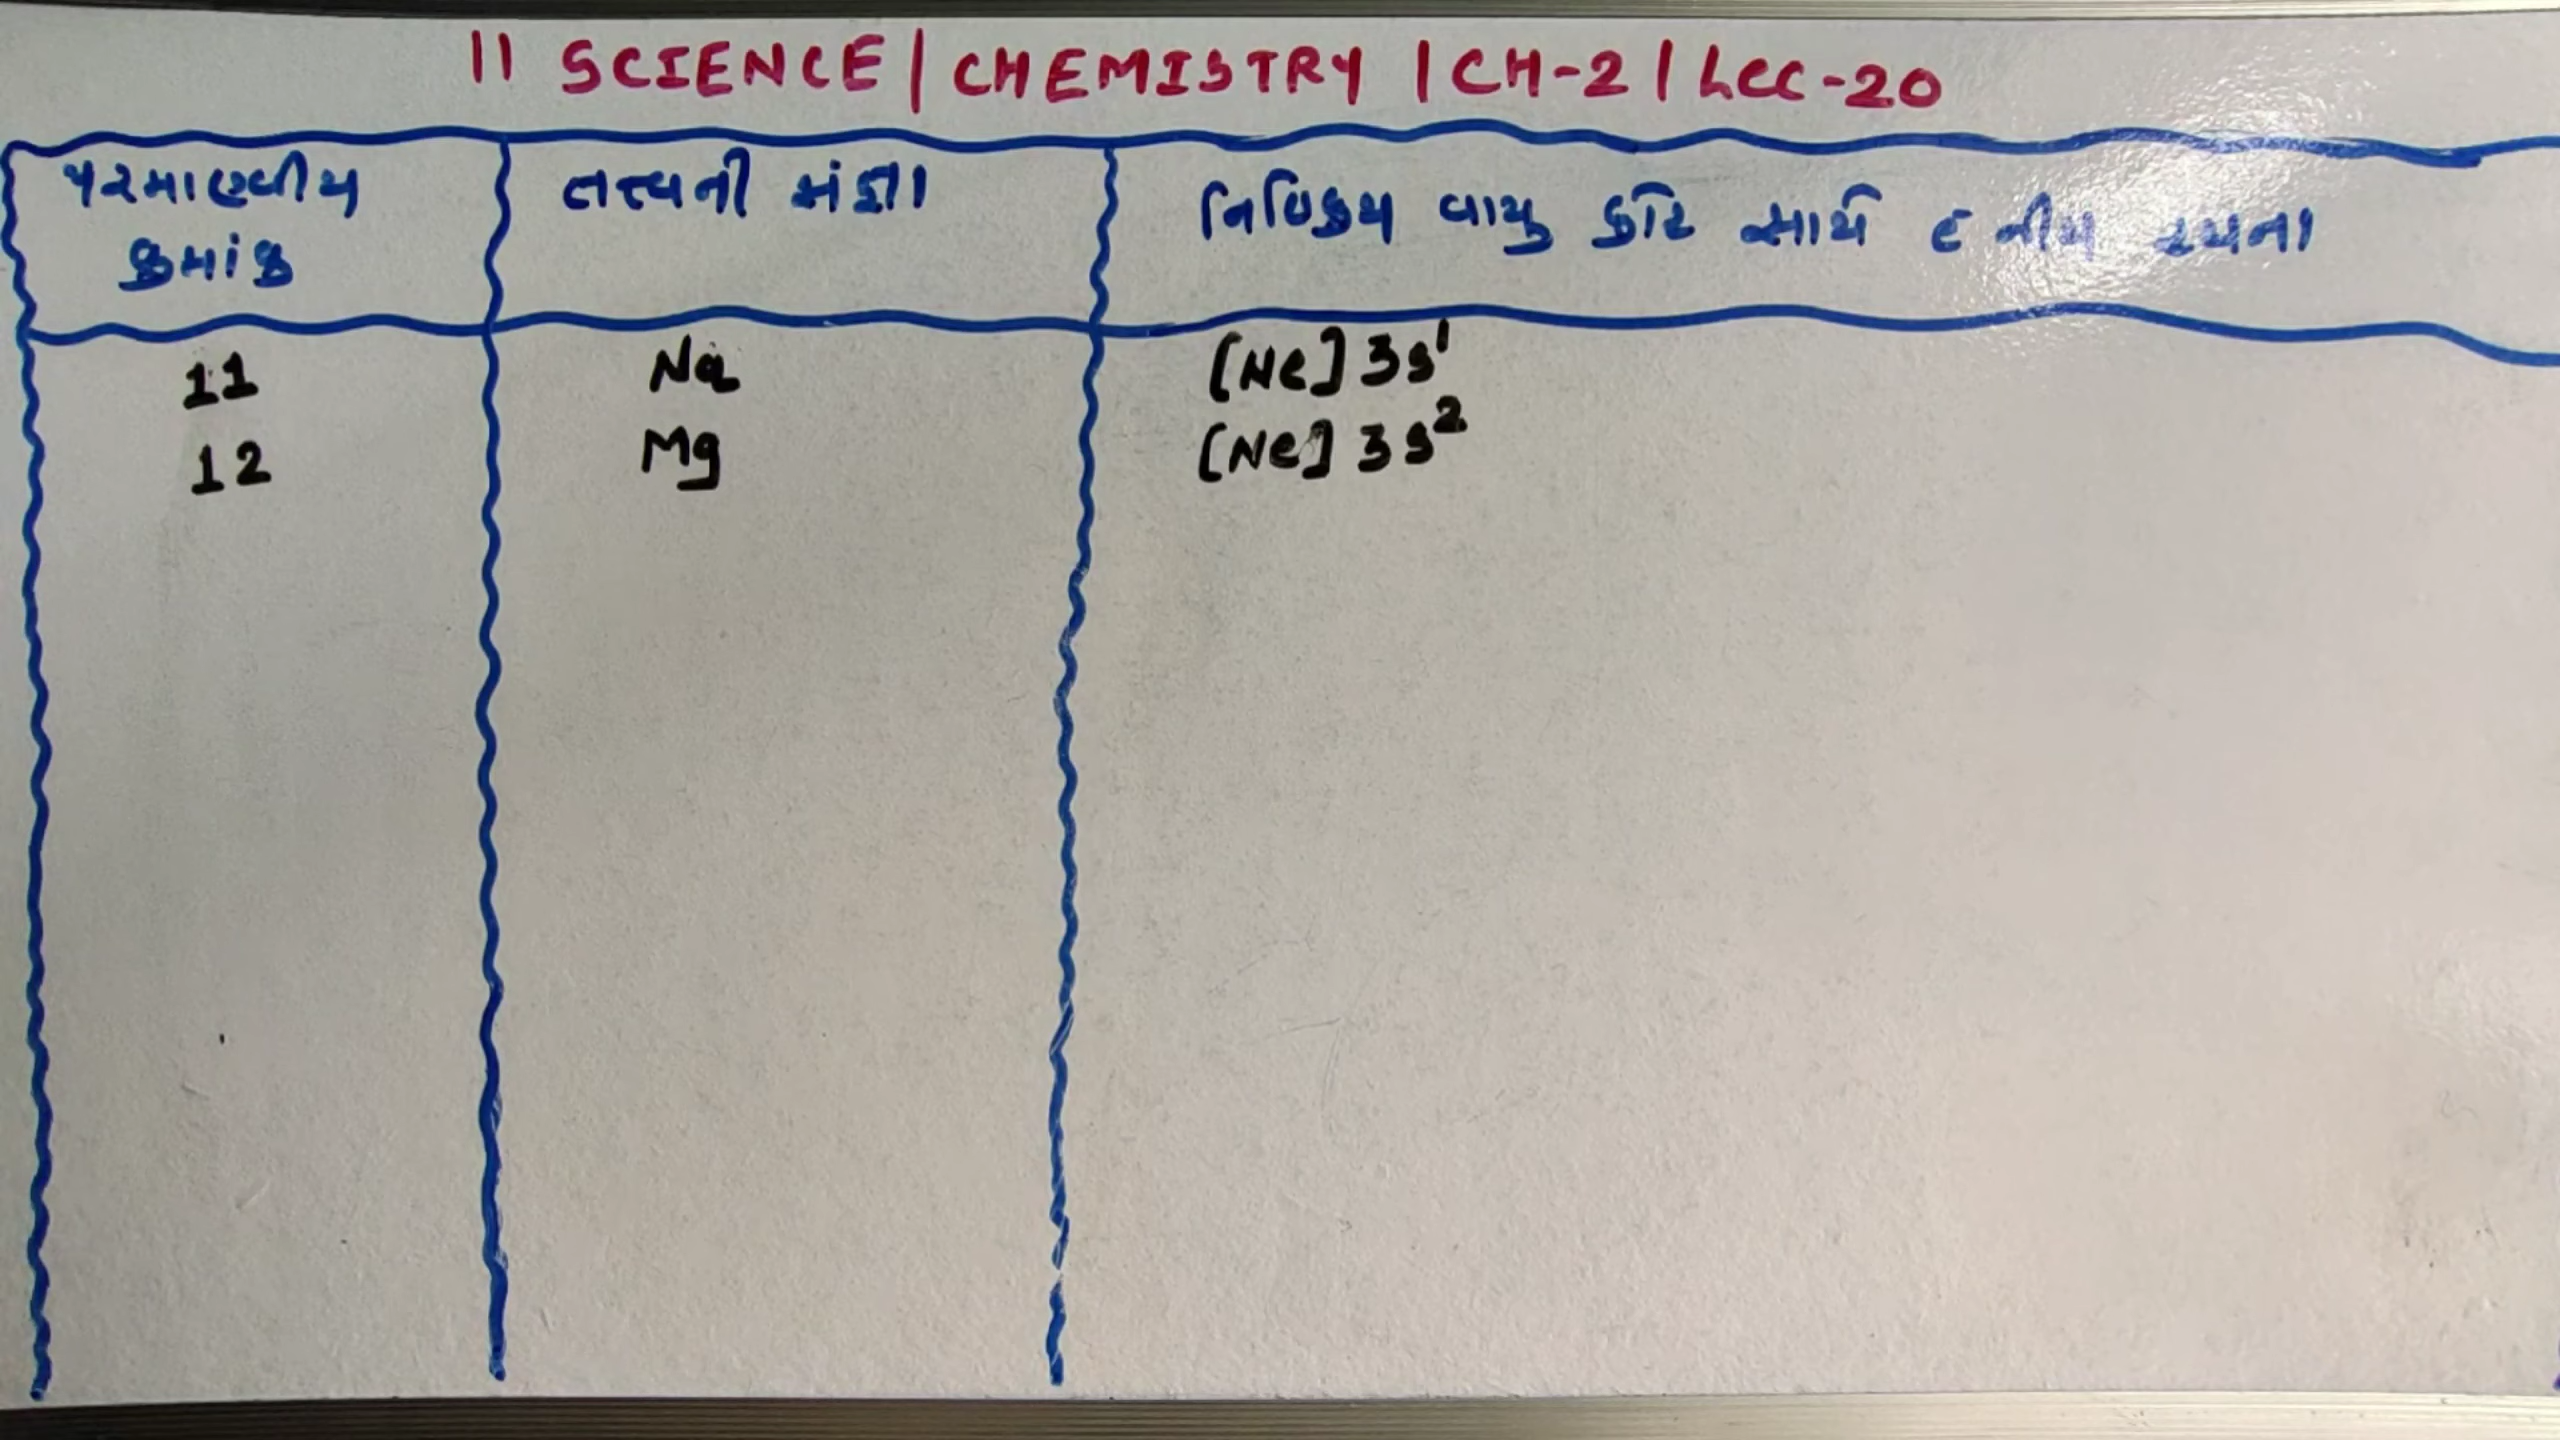 11 SCIENCE | CHEMISTRY | CH-2 | LCC-20
પરમાણ્વીય ક્રમાંક
તત્ત્વની સંજ્ઞા
નિષ્ક્રિય વાયુ સાથે રચના
11 Na [Ne] 3s¹
12 Mg [Ne] 3s²